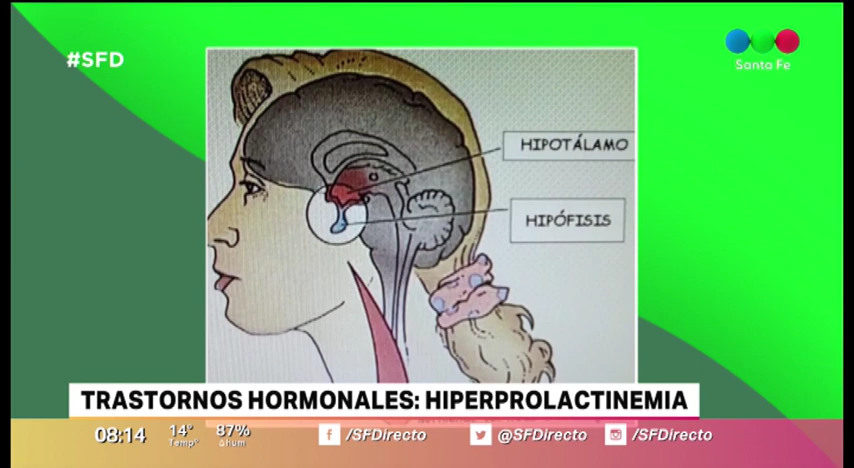 #SFD
Santa Fe
HIPOTÁLAMO
HIPÓFISIS
TRASTORNOS HORMONALES: HIPERPROLACTINEMIA
08:14
14°
Temp°
87%
hum
/SFDirecto
@SFDirecto
/SFDirecto